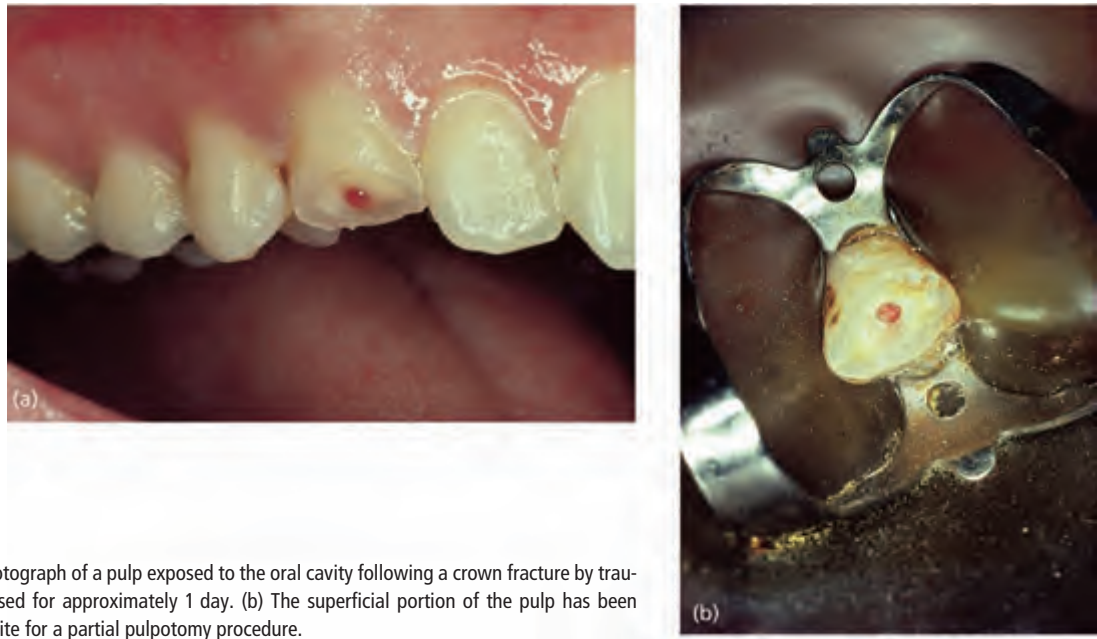 (a)
(b)
otograph of a pulp exposed to the oral cavity following a crown fracture by trau-
sed for approximately 1 day. (b) The superficial portion of the pulp has been
ite for a partial pulpotomy procedure.